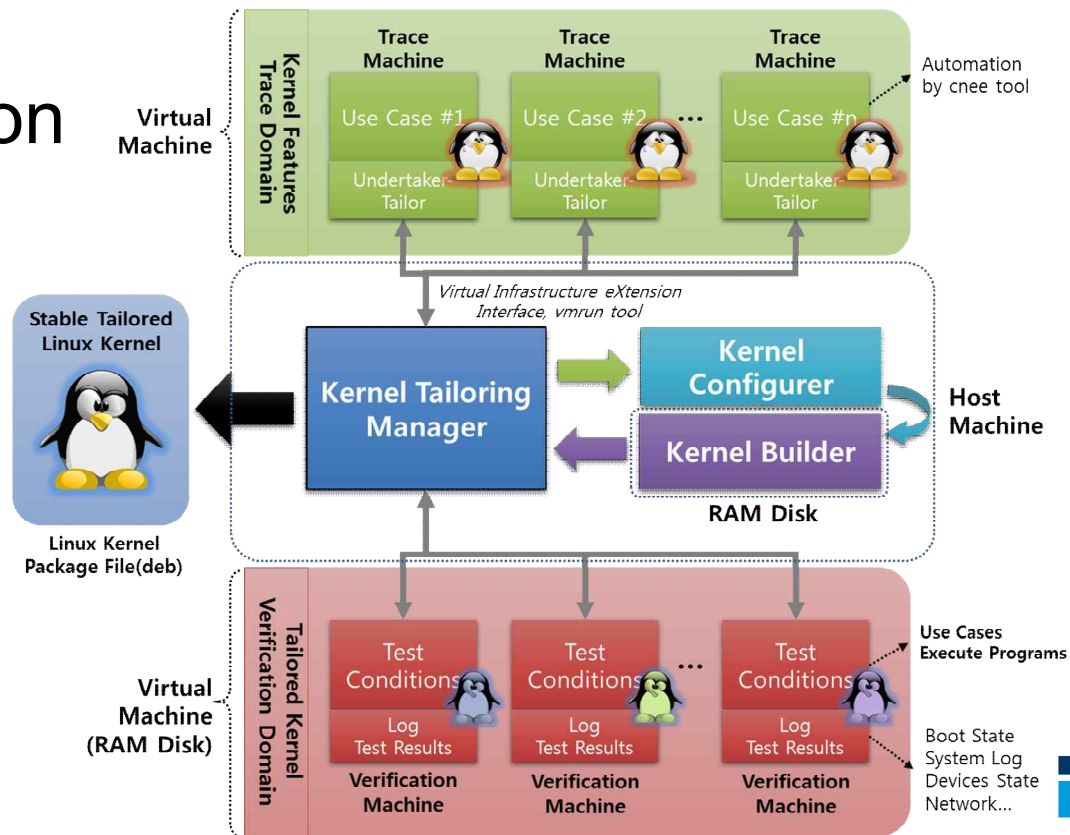 on
Virtual
Machine
Kernel Features
Trace Domain
Trace
Machine
Trace
Machine
Trace
Machine
Use Case #1
Use Case #2
...
Use Case #n
Undertaker-
Tailor
Undertaker-
Tailor
Undertaker-
Tailor
Automation
by cnee tool
Virtual Infrastructure eXtension
Interface, vmrun tool
Stable Tailored
Linux Kernel
Linux Kernel
Package File(deb)
Kernel Tailoring
Manager
Kernel
Configurer
Kernel Builder
RAM Disk
Host
Machine
Virtual
Machine
(RAM Disk)
Tailored Kernel
Verification Domain
Test
Conditions
Test
Conditions
...
Test
Conditions
Log
Test Results
Log
Test Results
Log
Test Results
Verification
Machine
Verification
Machine
Verification
Machine
Use Cases
Execute Programs
Boot State
System Log
Devices State
Network...